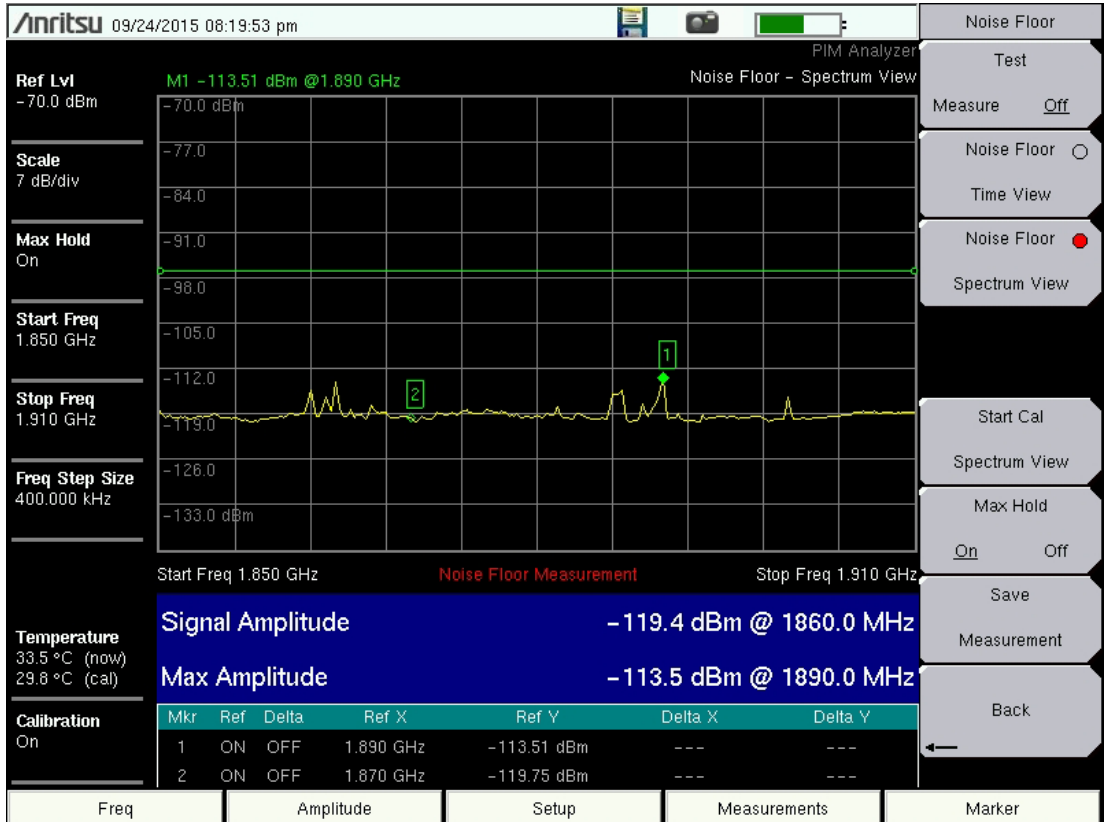 Anritsu 09/24/2015 08:19:53 pm
Noise Floor
PIM Analyzer
Noise Floor - Spectrum View
M1 -113.51 dBm @1.890 GHz
Ref Lvl
-70.0 dBm
Scale
7 dB/div
Max Hold
On
Start Freq
1.850 GHz
Stop Freq
1.910 GHz
Freq Step Size
400.000 kHz
Temperature
33.5 °C (now)
29.8 °C (cal)
Calibration
On
-70.0 dBm
-77.0
-84.0
-91.0
-98.0
-105.0
-112.0
-119.0
-126.0
-133.0 dBm
1
2
Start Freq 1.850 GHz Noise Floor Measurement Stop Freq 1.910 GHz
Signal Amplitude -119.4 dBm @ 1860.0 MHz
Max Amplitude -113.5 dBm @ 1890.0 MHz
Mkr Ref Delta Ref X Ref Y Delta X Delta Y
1 ON OFF 1.890 GHz -113.51 dBm --- ---
2 ON OFF 1.870 GHz -119.75 dBm --- ---
Test
Measure Off
Noise Floor
Time View
Noise Floor
Spectrum View
Start Cal
Spectrum View
Max Hold
On Off
Save
Measurement
Back
Freq Amplitude Setup Measurements Marker